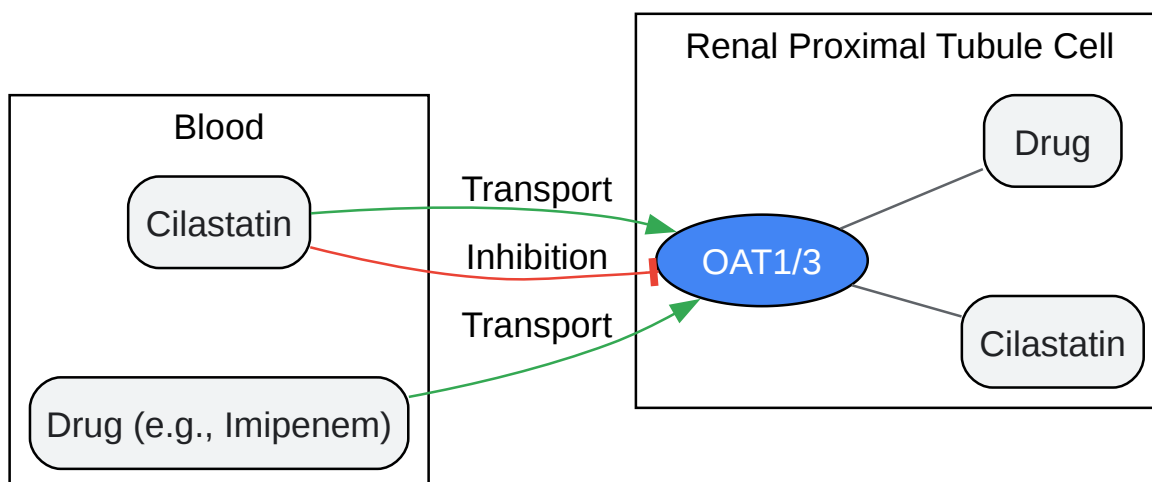 Renal Proximal Tubule Cell
Blood
Drug
Transport
Cilastatin
Inhibition
OAT1/3
Transport
Cilastatin
Drug (e.g., Imipenem)